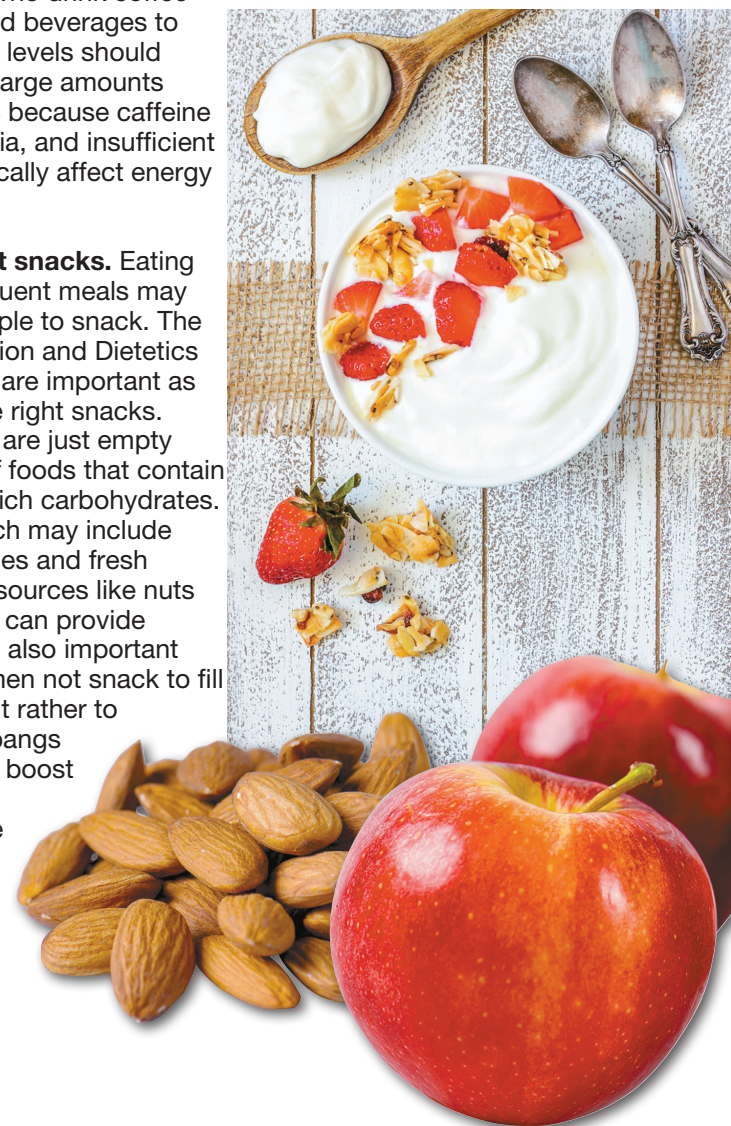 who drink coffee
d beverages to
levels should
arge amounts
because caffeine
ia, and insufficient
cally affect energy
t snacks. Eating
quent meals may
ple to snack. The
ion and Dietetics
are important as
e right snacks.
are just empty
f foods that contain
ich carbohydrates.
ch may include
es and fresh
sources like nuts
can provide
also important
hen not snack to fill
t rather to
pangs
boost
e